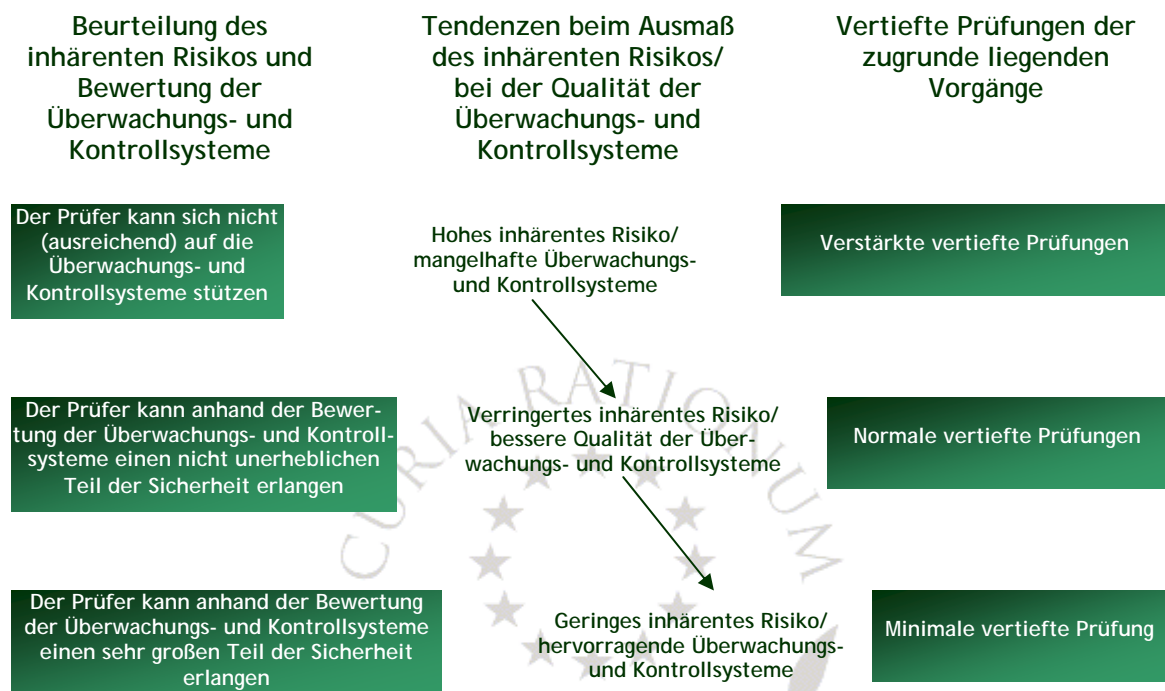 Beurteilung des
inhärenten Risikos und
Bewertung der
Überwachungs- und
Kontrollsysteme
Tendenzen beim Ausmaß
des inhärenten Risikos/
bei der Qualität der
Überwachungs- und
Kontrollsysteme
Vertiefte Prüfungen der
zugrunde liegenden
Vorgänge
Der Prüfer kann sich nicht
(ausreichend) auf die
Überwachungs- und
Kontrollsysteme stützen
Hohes inhärentes Risiko/
mangelhafte Überwachungs-
und Kontrollsysteme
Verstärkte vertiefte Prüfungen
CURIA RATIONUM
Der Prüfer kann anhand der Bewer-
tung der Überwachungs- und Kontroll-
systeme einen nicht unerheblichen
Teil der Sicherheit erlangen
Verringertes inhärentes Risiko/
bessere Qualität der Über-
wachungs- und Kontrollsysteme
Normale vertiefte Prüfungen
Der Prüfer kann anhand der Bewertung
der Überwachungs- und Kontrollsysteme
einen sehr großen Teil der Sicherheit
erlangen
Geringes inhärentes Risiko/
hervorragende Überwachungs-
und Kontrollsysteme
Minimale vertiefte Prüfung